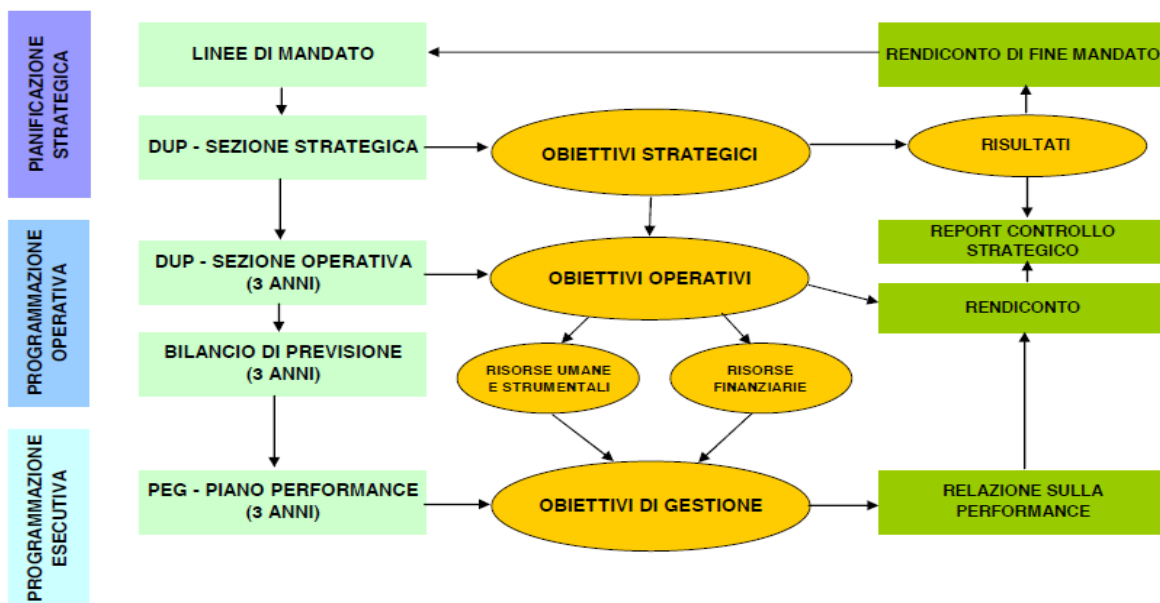 PIANIFICAZIONE
STRATEGICA
LINEE DI MANDATO
RENDICONTO DI FINE MANDATO
DUP - SEZIONE STRATEGICA
OBIETTIVI STRATEGICI
RISULTATI
PROGRAMMAZIONE
OPERATIVA
DUP - SEZIONE OPERATIVA
(3 ANNI)
OBIETTIVI OPERATIVI
REPORT CONTROLLO
STRATEGICO
RENDICONTO
BILANCIO DI PREVISIONE
(3 ANNI)
RISORSE UMANE
E STRUMENTALI
RISORSE
FINANZIARIE
PROGRAMMAZIONE
ESECUTIVA
PEG - PIANO PERFORMANCE
(3 ANNI)
OBIETTIVI DI GESTIONE
RELAZIONE SULLA
PERFORMANCE